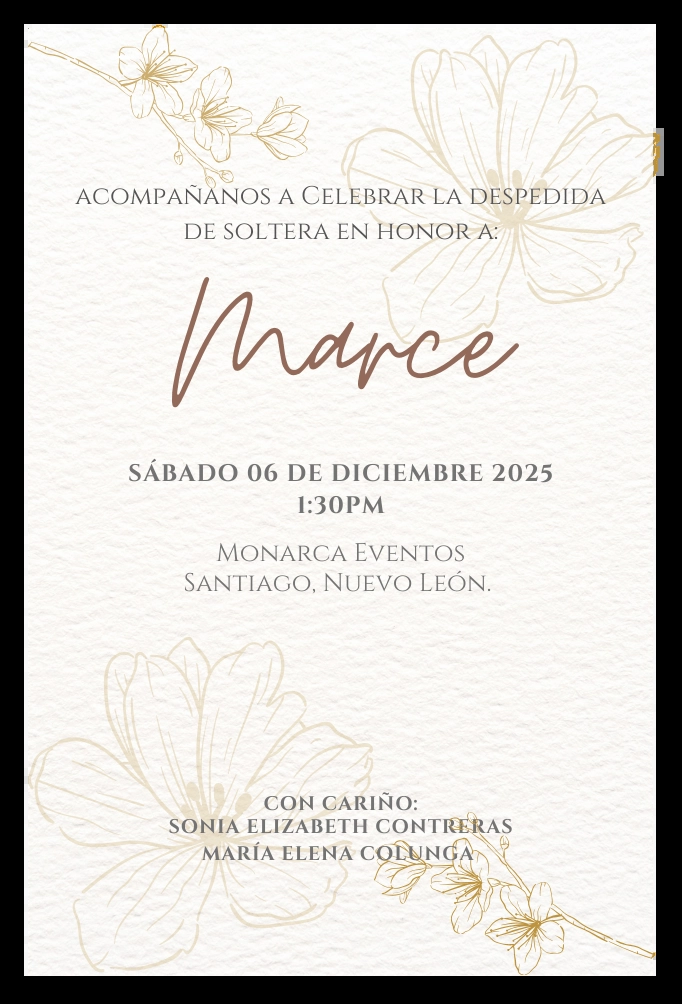 ACOMPAÑANOS A CELEBRAR LA DESPEDIDA
DE SOLTERA EN HONOR A:
Marce
SÁBADO 06 DE DICIEMBRE 2025
1:30PM
MONARCA EVENTOS
SANTIAGO, NUEVO LEÓN.
CON CARIÑO:
SONIA ELIZABETH CONTRERAS
MARÍA ELENA COLUNGA